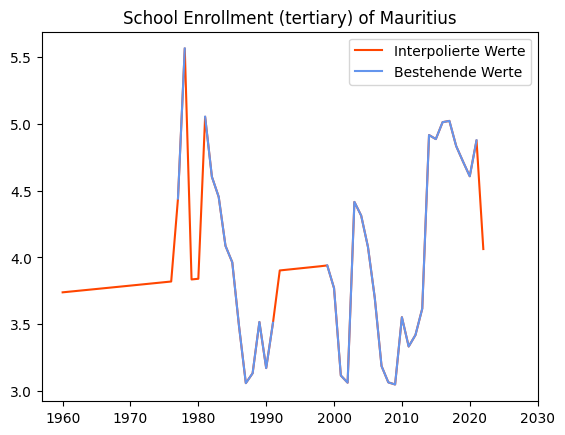 School Enrollment (tertiary) of Mauritius
Interpolierte Werte
Bestehende Werte
5.5
5.0
4.5
4.0
3.5
3.0
1960 1970 1980 1990 2000 2010 2020 2030